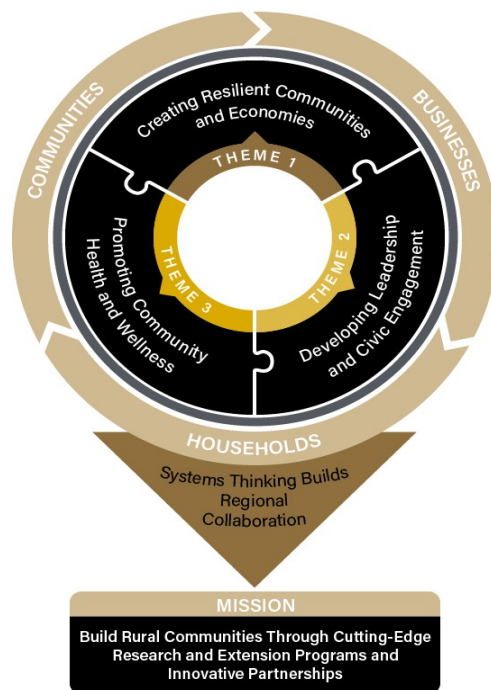 COMMUNITIES
BUSINESSES
HOUSEHOLDS
Creating Resilient Communities
and Economies
THEME 1
Developing Leadership
and Civic Engagement
THEME 2
Promoting Community
Health and Wellness
THEME 3
Systems Thinking Builds
Regional
Collaboration
MISSION
Build Rural Communities Through Cutting-Edge
Research and Extension Programs and
Innovative Partnerships